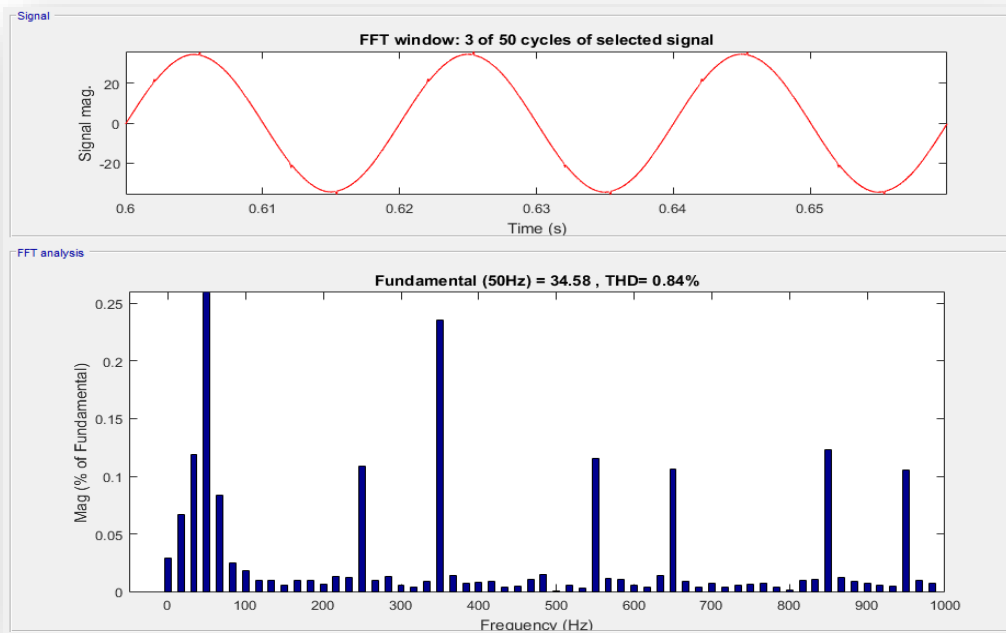 Signal
FFT window: 3 of 50 cycles of selected signal
Signal mag.
20
0
-20
0.6 0.61 0.62 0.63 0.64 0.65
Time (s)
FFT analysis
Fundamental (50Hz) = 34.58 , THD= 0.84%
Mag (% of Fundamental)
0.25
0.2
0.15
0.1
0.05
0
0 100 200 300 400 500 600 700 800 900 1000
Frequency (Hz)